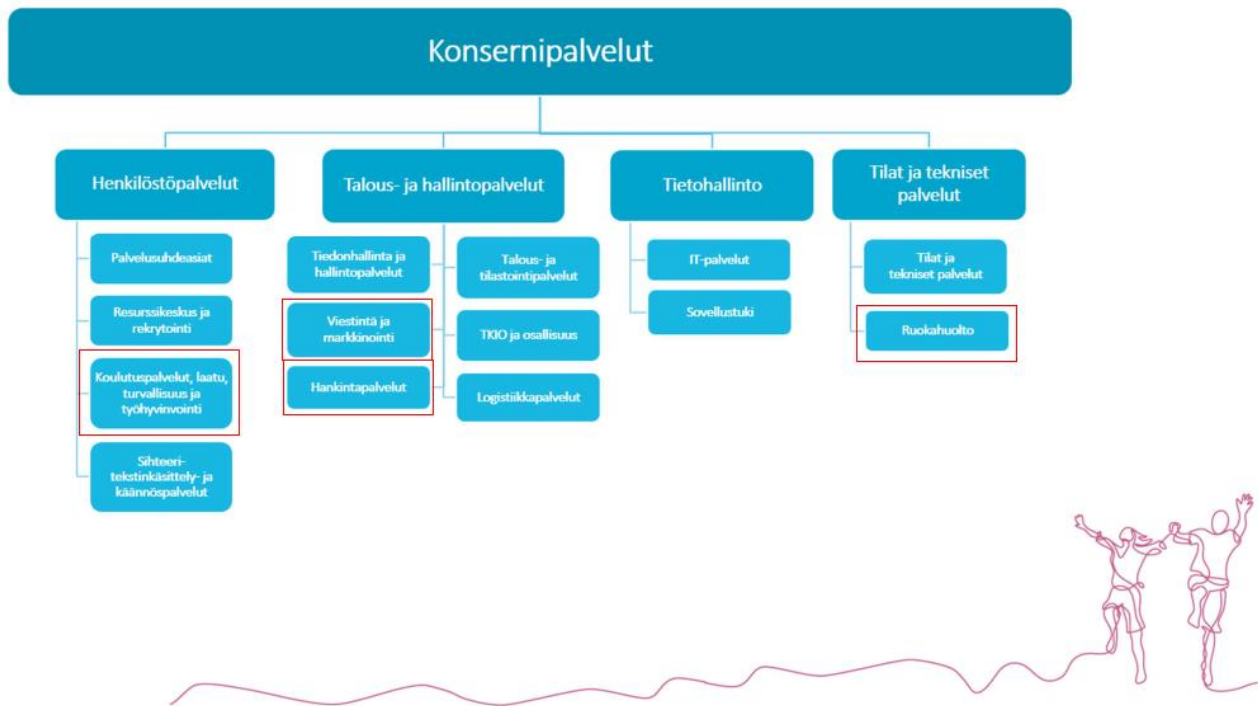 Konsernipalvelut
Henkilöstöpalvelut
Palvelusuhdeasiat
Resurssikeskus ja
rekrytointi
Koulutuspalvelut, laatu,
turvallisuus ja
työhyvinvointi
Sihteeri-
tekstinkäsittely- ja
käännöspalvelut
Talous- ja hallintopalvelut
Tiedonhallinta ja
hallintopalvelut
Viestintä ja
markkinointi
Hankintapalvelut
Talous- ja
tilastointipalvelut
TKIO ja osallisuus
Logistiikkapalvelut
Tietohallinto
IT-palvelut
Sovellustuki
Tilat ja tekniset
palvelut
Tilat ja
tekniset palvelut
Ruokahuolto